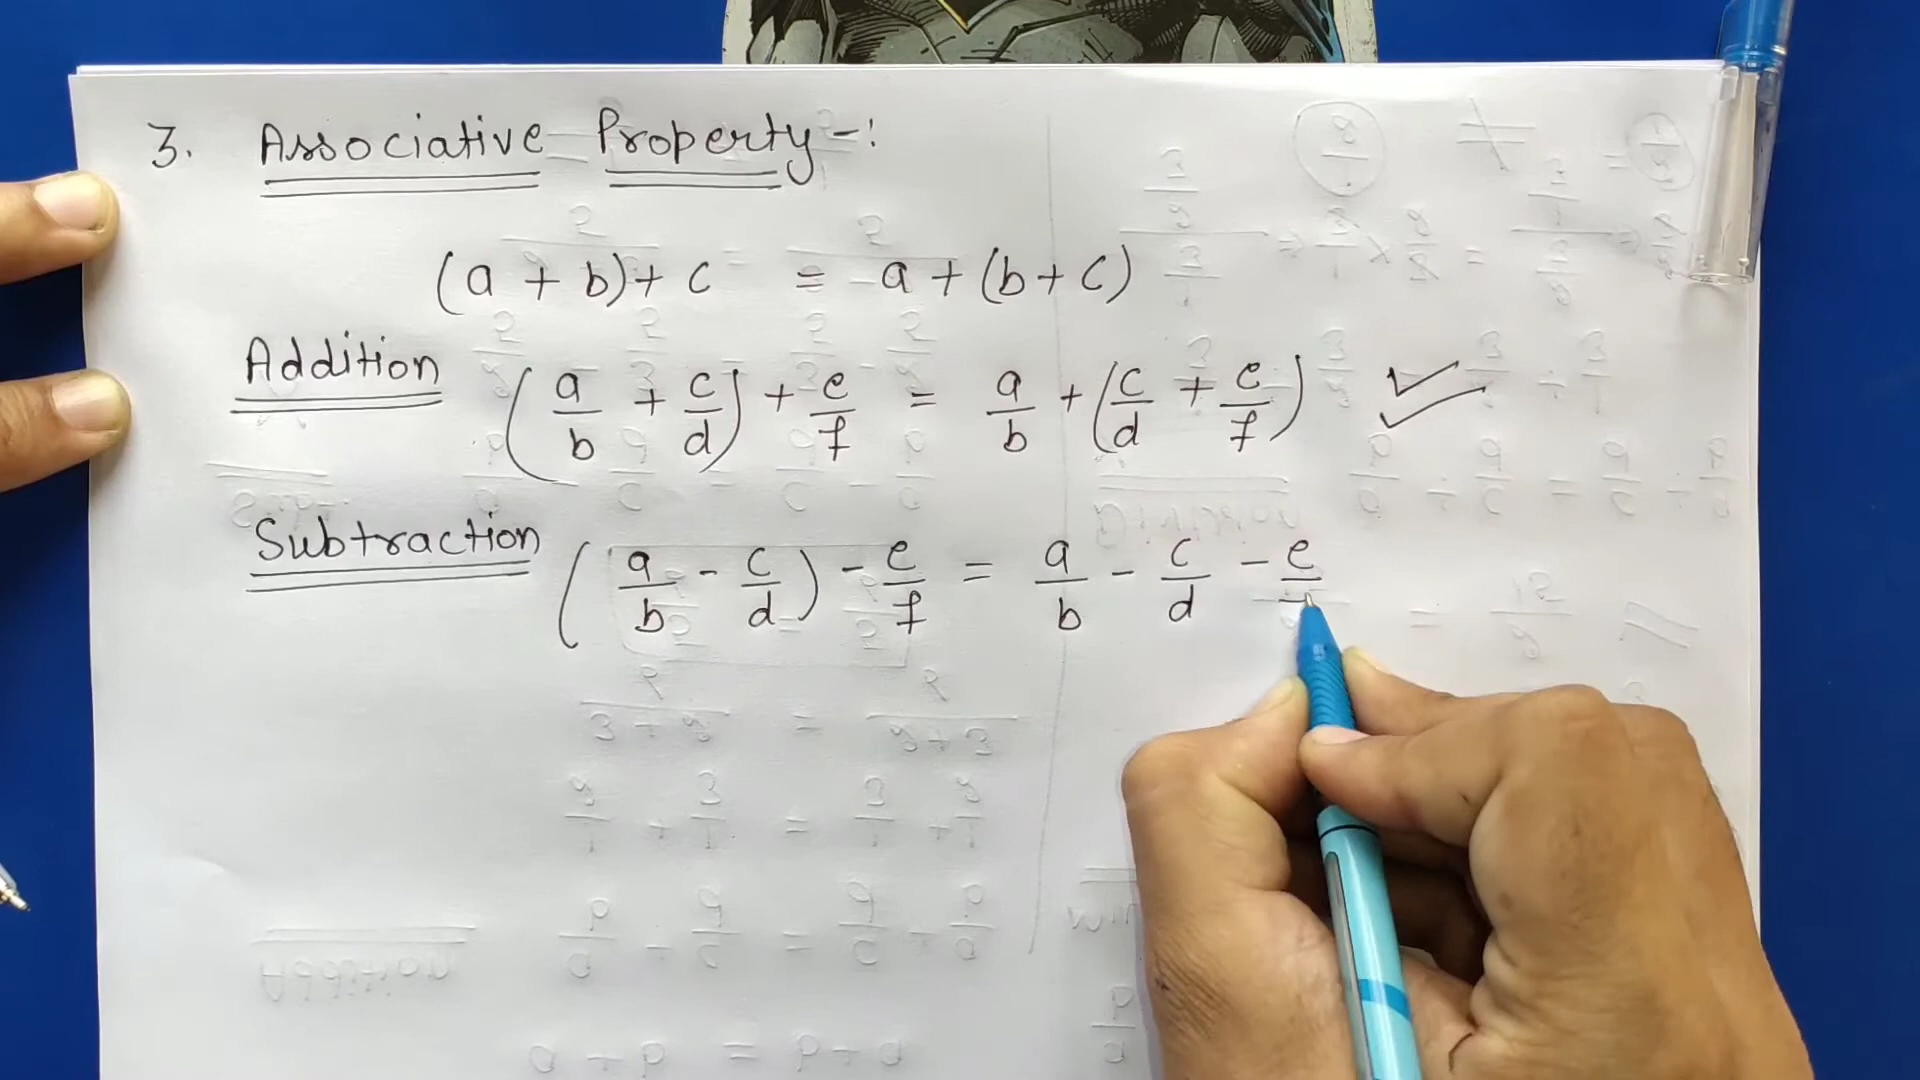 3. Associative Property -:
(a + b) + c = a + (b + c)
Addition (a/b + c/d) + e/f = a/b + (c/d + e/f) ✓
Subtraction (a/b - c/d) - e/f = a/b - c/d - e/